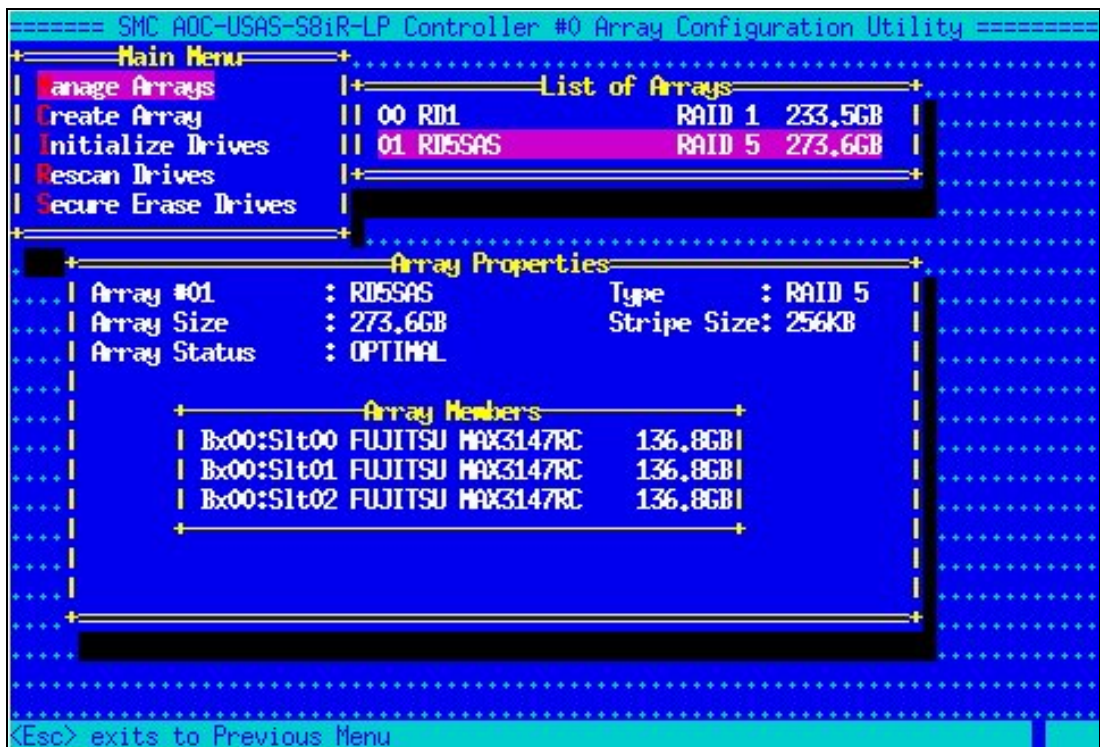 ======= SMC AOC-USAS-S8iR-LP Controller #0 Array Configuration Utility =========
Main Menu
Manage Arrays
Create Array
Initialize Drives
Rescan Drives
Secure Erase Drives
List of Arrays
00 RD1 RAID 1 233.5GB
01 RD5SAS RAID 5 273.6GB
Array Properties
Array #01 : RD5SAS Type : RAID 5
Array Size : 273.6GB Stripe Size: 256KB
Array Status : OPTIMAL
Array Members
Bx00:Slt00 FUJITSU MAX3147RC 136.8GB
Bx00:Slt01 FUJITSU MAX3147RC 136.8GB
Bx00:Slt02 FUJITSU MAX3147RC 136.8GB
<Esc> exits to Previous Menu